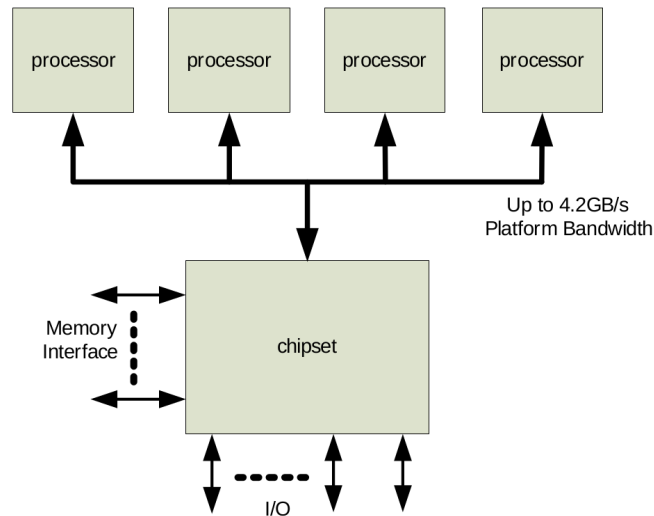 processor
processor
processor
processor
Up to 4.2GB/s
Platform Bandwidth
Memory
Interface
chipset
I/O